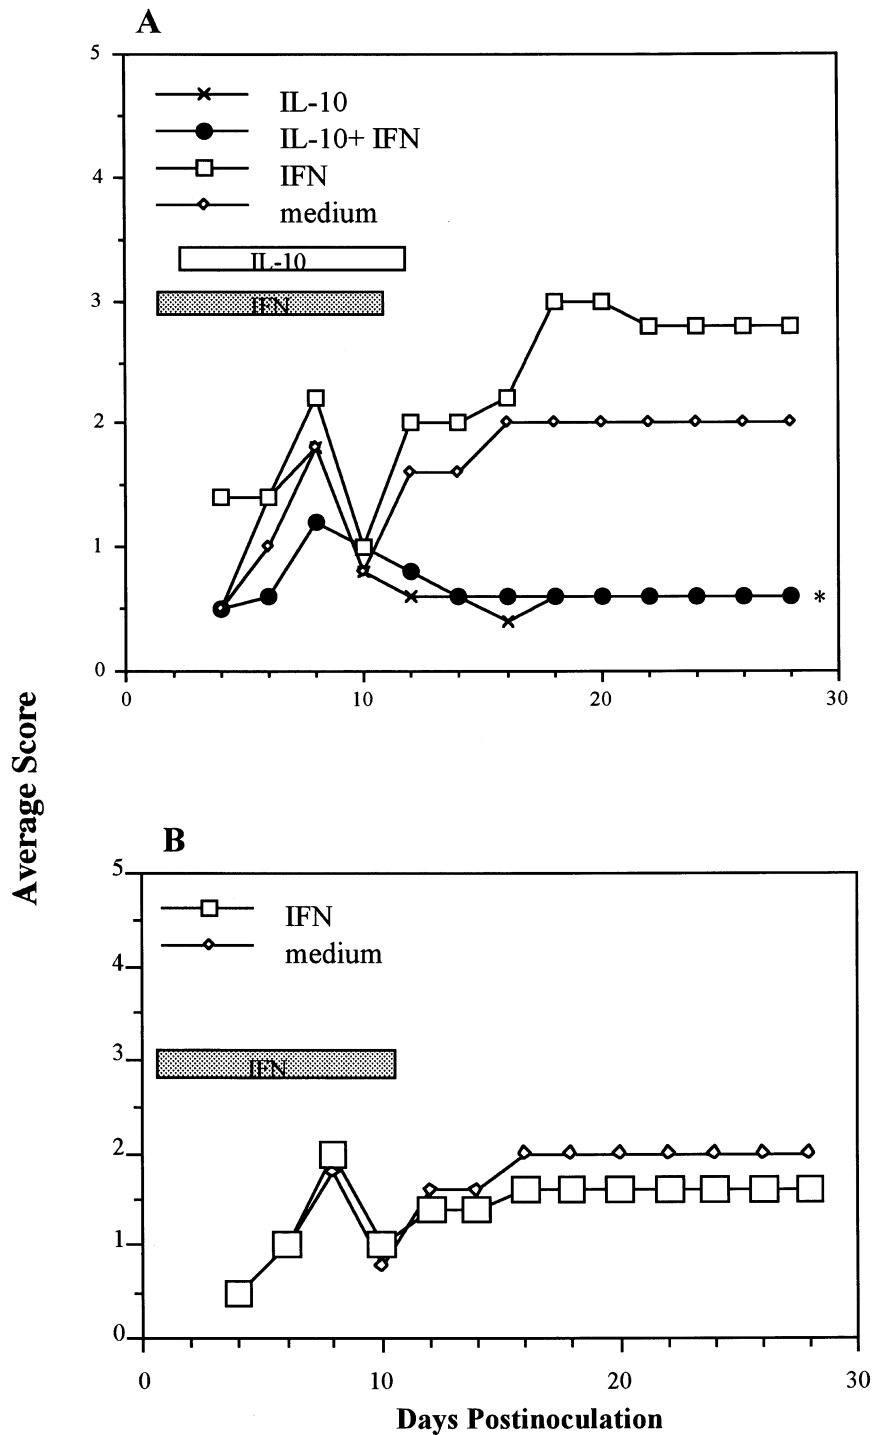 A
5
IL-10
IL-10+ IFN
4
IFN
medium
IL-10
3
IFN
2
1
*
0
0 10 20 30
Average Score
B
5
IFN
medium
4
3
IFN
2
1
0
0 10 20 30
Days Postinoculation